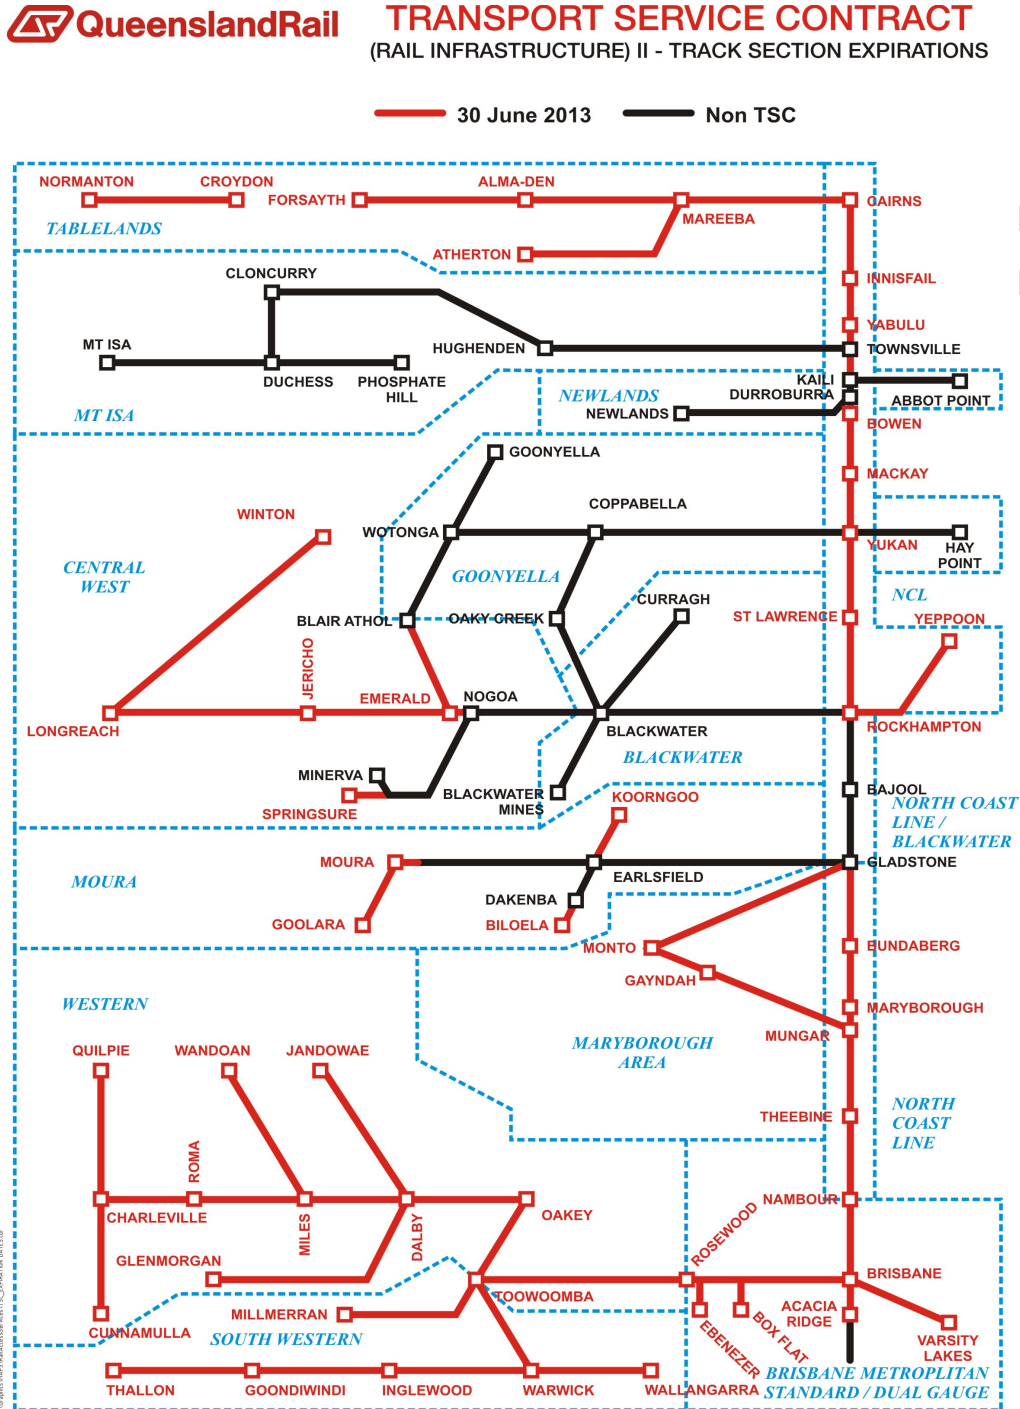 QueenslandRail
TRANSPORT SERVICE CONTRACT
(RAIL INFRASTRUCTURE) II - TRACK SECTION EXPIRATIONS
30 June 2013
Non TSC
NORMANTON
CROYDON
FORSAYTH
ALMA-DEN
CAIRNS
MAREEBA
TABLELANDS
ATHERTON
CLONCURRY
INNISFAIL
YABULU
MT ISA
HUGHENDEN
TOWNSVILLE
DUCHESS
PHOSPHATE
HILL
KAILI
DURROBURRA
ABBOT POINT
NEWLANDS
MT ISA
NEWLANDS
BOWEN
GOONYELLA
MACKAY
COPPABELLA
WINTON
WOTONGA
YUKAN
HAY
POINT
CENTRAL
WEST
GOONYELLA
NCL
CURRAGH
BLAIR ATHOL
OAKY CREEK
ST LAWRENCE
YEPPOON
JERICHO
EMERALD
NOGOA
LONGREACH
BLACKWATER
ROCKHAMPTON
BLACKWATER
MINERVA
SPRINGSURE
BLACKWATER
MINES
KOORNGOO
BAJOOL
NORTH COAST
LINE /
BLACKWATER
MOURA
EARLSFIELD
GLADSTONE
MOURA
DAKENBA
GOOLARA
BILOELA
MONTO
BUNDABERG
GAYNDAH
WESTERN
MARYBOROUGH
MUNGAR
MARYBOROUGH
AREA
QUILPIE
WANDOAN
JANDOWAE
THEEBINE
NORTH
COAST
LINE
ROMA
CHARLEVILLE
MILES
DALBY
OAKEY
NAMBOUR
ROSEWOOD
GLENMORGAN
BRISBANE
TOOWOOMBA
CUNNAMULLA
MILLMERRAN
SOUTH WESTERN
EBENEZER
BOX FLAT
ACACIA
RIDGE
VARSITY
LAKES
THALLON
GOONDIWINDI
INGLEWOOD
WARWICK
WALLANGARRA
BRISBANE METROPLITAN
STANDARD / DUAL GAUGE